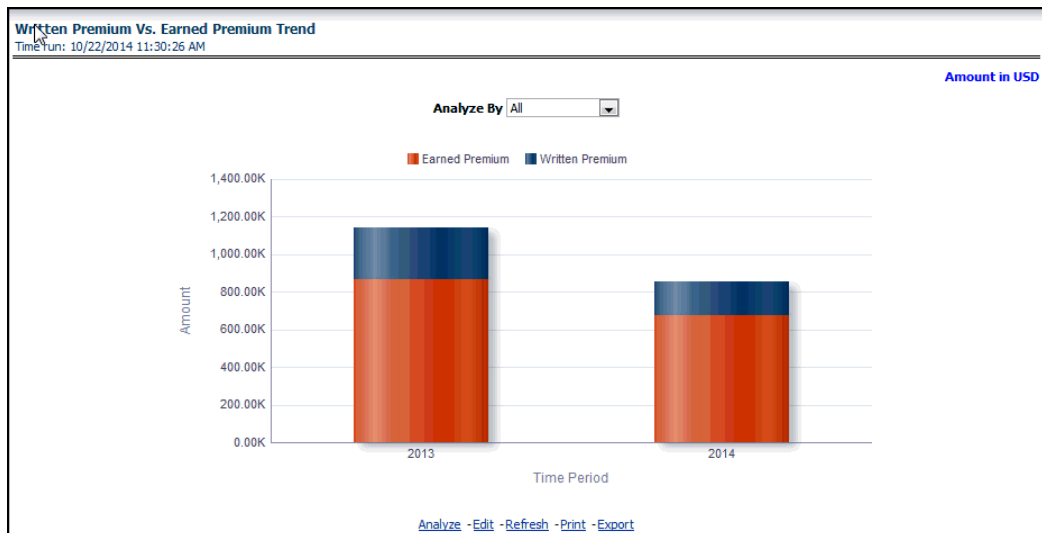 Written Premium Vs. Earned Premium Trend
Time run: 10/22/2014 11:30:26 AM
Amount in USD
Analyze By All
Earned Premium Written Premium
1,400.00K
1,200.00K
1,000.00K
800.00K
600.00K
400.00K
200.00K
0.00K
Amount
2013 2014
Time Period
Analyze - Edit - Refresh - Print - Export